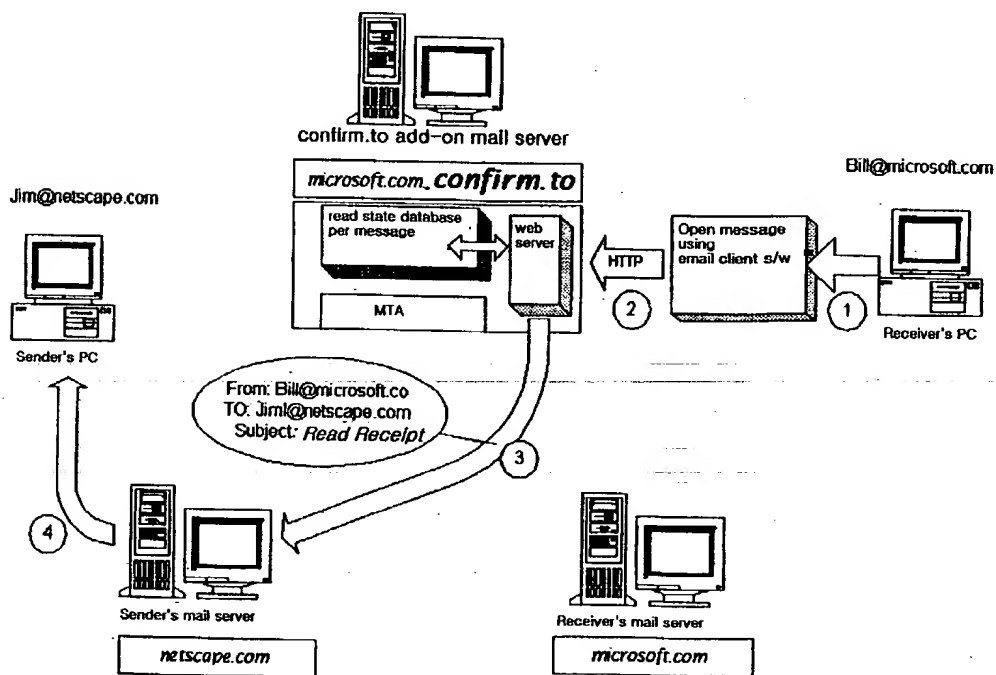 confirm.to add-on mail server
microsoft.com.confirm.to
Jim@netscape.com
Bill@microsoft.com
read state database
per message
web
server
MTA
HTTP
2
Open message
using
email client s/w
1
Sender's PC
Receiver's PC
From: Bill@microsoft.co
TO: Jiml@netscape.com
Subject: Read Receipt
3
4
Sender's mail server
netscape.com
Receiver's mail server
microsoft.com